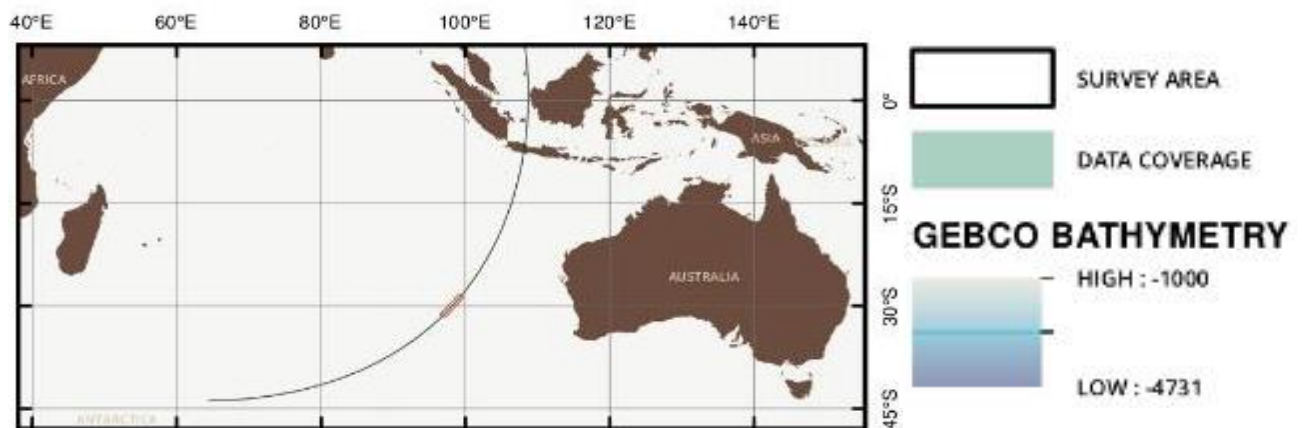 40°E 60°E 80°E 100°E 120°E 140°E
AFRICA
0°
ASIA
15°S
AUSTRALIA
30°S
45°S
ANTARCTICA
SURVEY AREA
DATA COVERAGE
GEBCO BATHYMETRY
HIGH : -1000
LOW : -4731